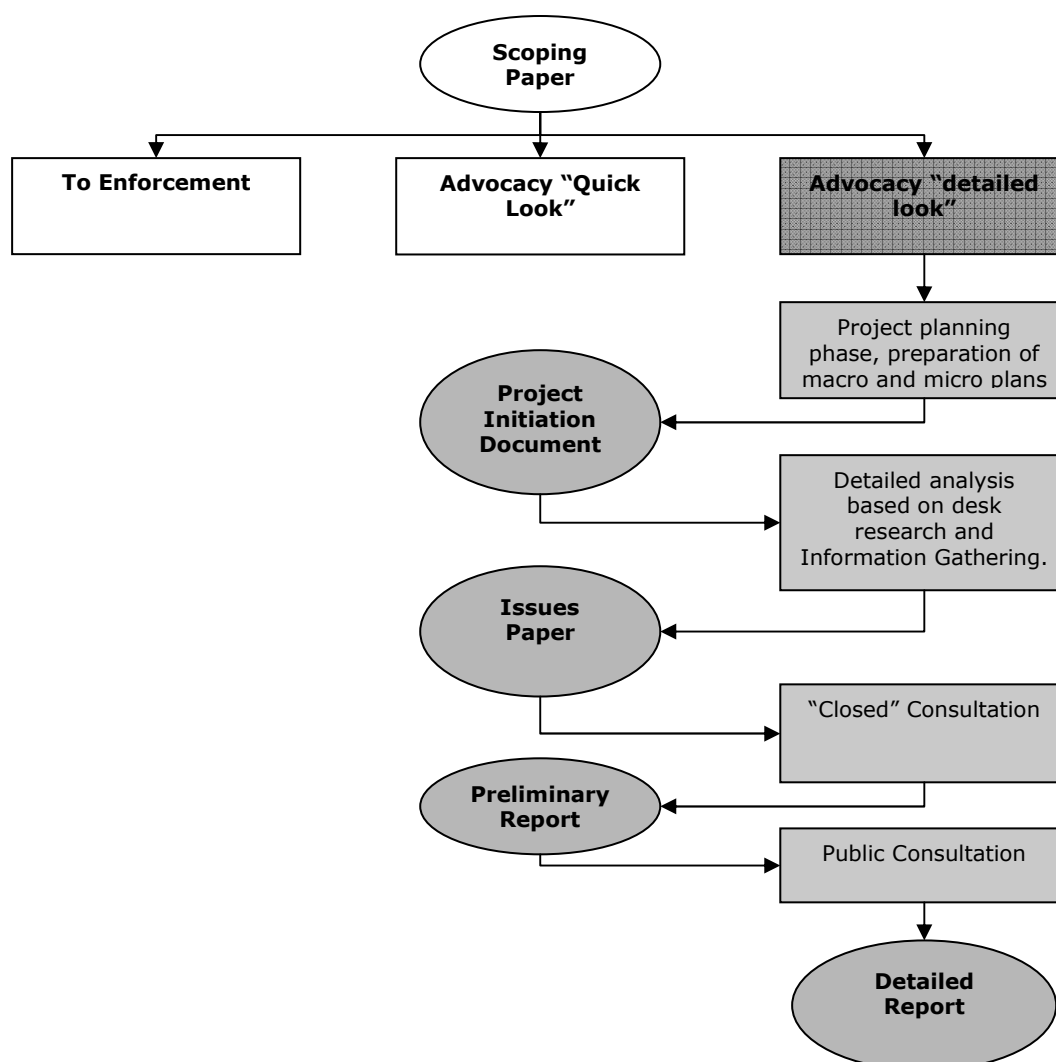 Scoping
Paper
To Enforcement
Advocacy “Quick
Look”
Advocacy “detailed
look”
Project planning
phase, preparation of
macro and micro plans
Project
Initiation
Document
Detailed analysis
based on desk
research and
Information Gathering.
Issues
Paper
“Closed” Consultation
Preliminary
Report
Public Consultation
Detailed
Report